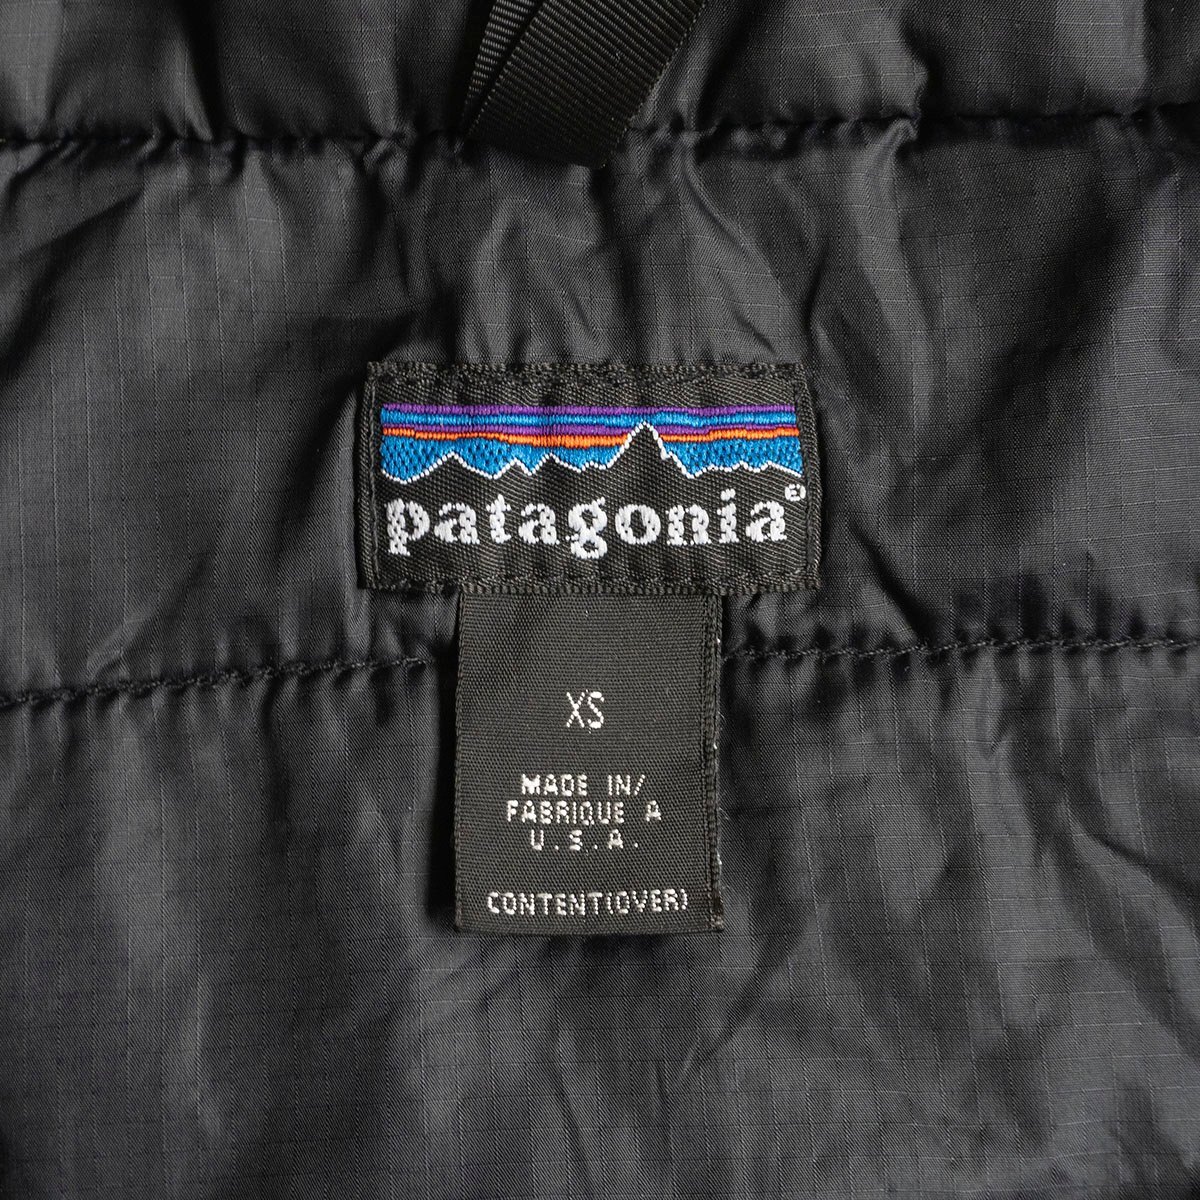 patagonia®
XS
MADE IN/
FABRIQUE A
U.S.A.
CONTENT(OVER)